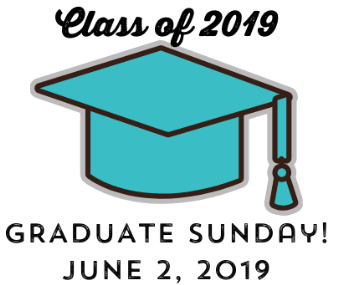 Class of 2019
GRADUATE SUNDAY!
JUNE 2, 2019